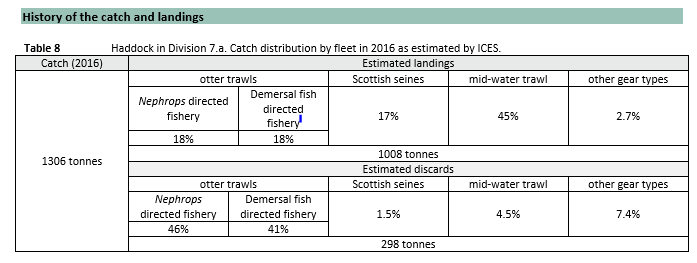 History of the catch and landings
Table 8 Haddock in Division 7.a. Catch distribution by fleet in 2016 as estimated by ICES.
Catch (2016) Estimated landings
otter trawls Scottish seines mid-water trawl other gear types
Nephrops directed
fishery
Demersal fish
directed
fishery
17% 45% 2.7%
18% 18%
1306 tonnes
1008 tonnes
Estimated discards
otter trawls Scottish seines mid-water trawl other gear types
Nephrops
directed fishery
Demersal fish
directed fishery
1.5% 4.5% 7.4%
46% 41%
298 tonnes